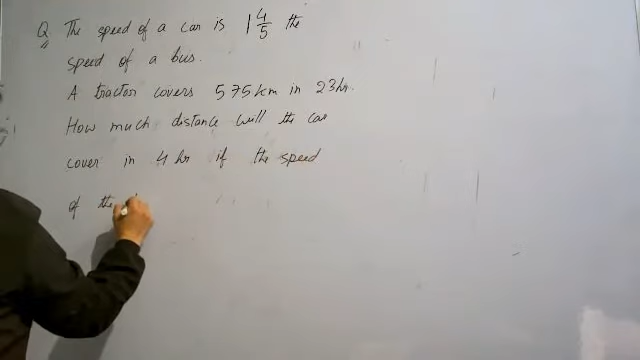 Q The speed of a car is 1 4/5 the
speed of a bus.
A tractor covers 575 km in 23 hr.
How much distance will the car
cover in 4 hr if the speed
of the